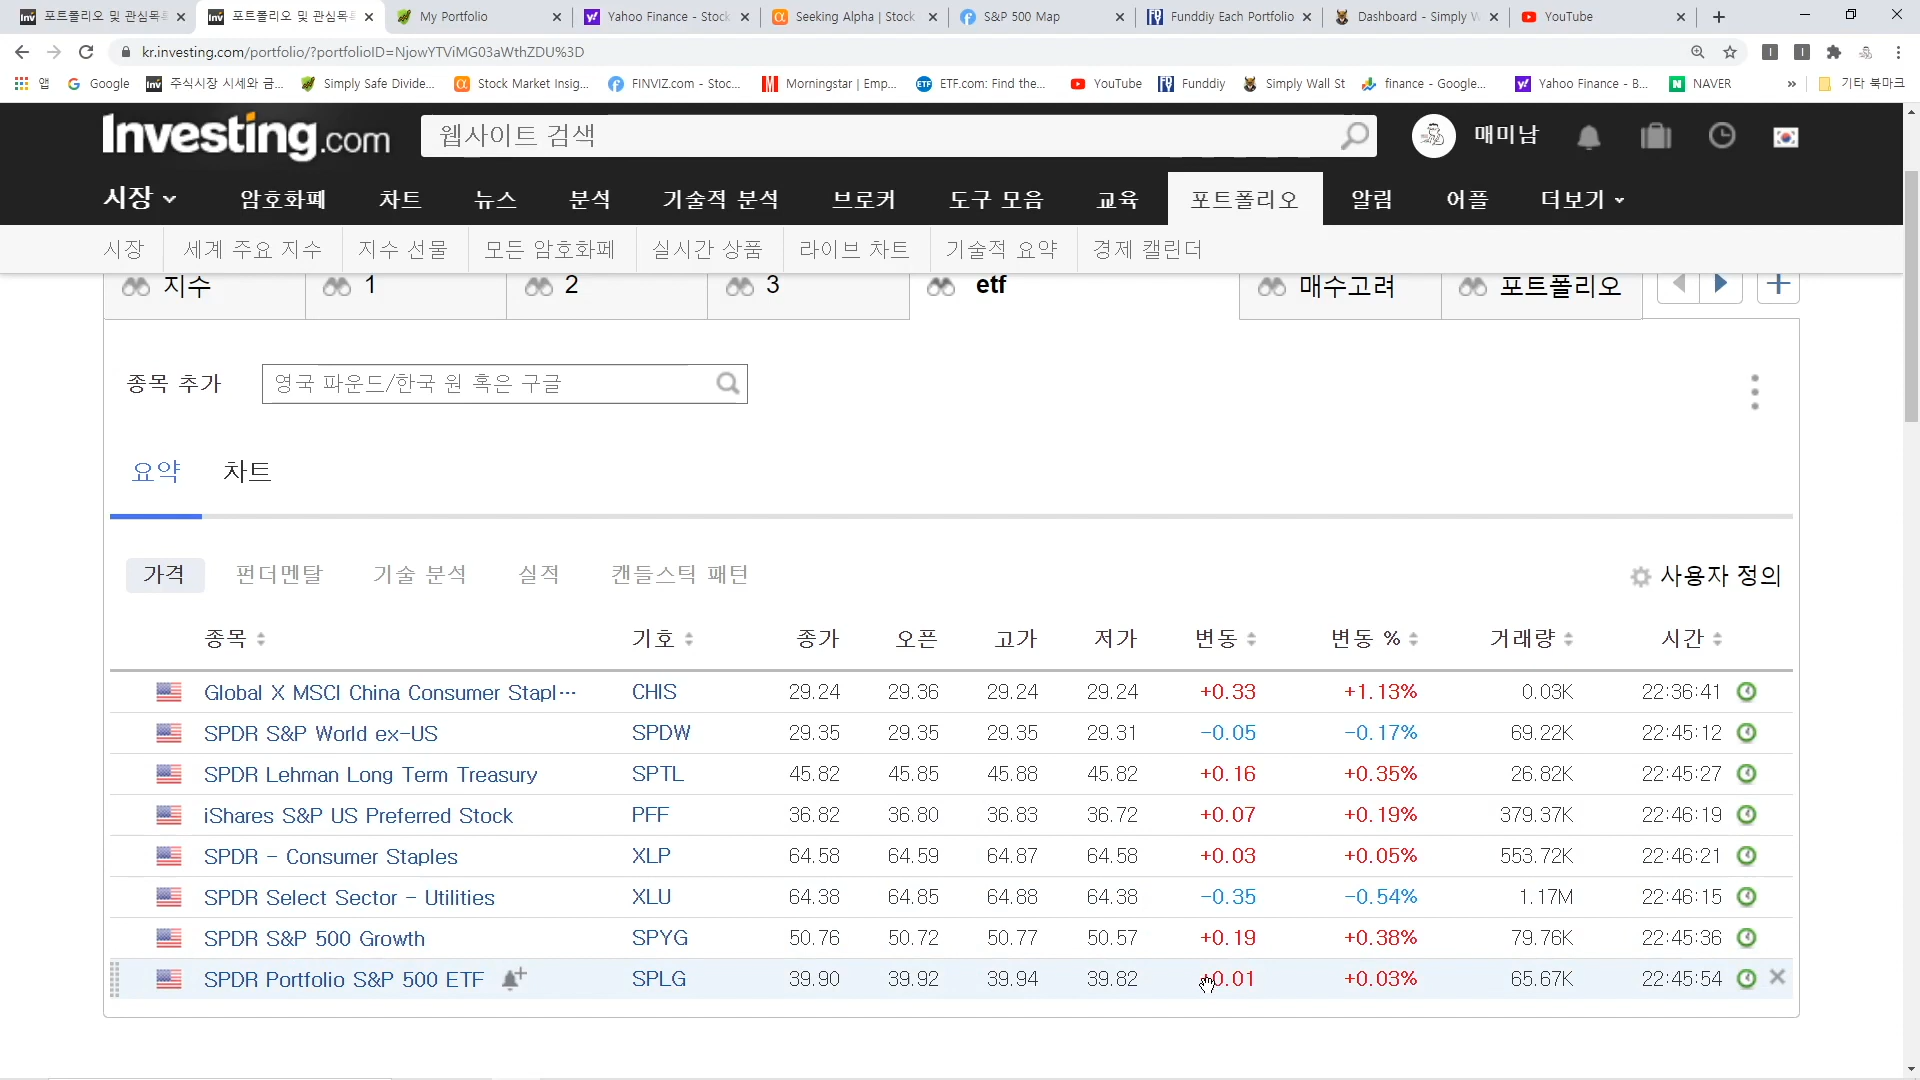 포트폴리오 및 관심목록
포트폴리오 및 관심목록
My Portfolio
Yahoo Finance - Stock
Seeking Alpha | Stock
S&P 500 Map
Funddiy Each Portfolio
Dashboard - Simply W
YouTube
kr.investing.com/portfolio/?portfolioID=NjowYTViMG03aWthZDU%3D
앱
Google
주식시장 시세와 금...
Simply Safe Divide...
Stock Market Insig...
FINVIZ.com - Stoc...
Morningstar | Emp...
ETF.com: Find the...
YouTube
Funddiy
Simply Wall St
finance - Google...
Yahoo Finance - B...
NAVER
»
기타 북마크
Investing.com
웹사이트 검색
매미남
시장 암호화폐 차트 뉴스 분석 기술적 분석 브로커 도구 모음 교육 포트폴리오 알림 어플 더보기
시장 세계 주요 지수 지수 선물 모든 암호화폐 실시간 상품 라이브 차트 기술적 요약 경제 캘린더
지수 1 2 3 etf 매수고려 포트폴리오 +
종목 추가 영국 파운드/한국 원 혹은 구글
요약 차트
가격 펀더멘탈 기술 분석 실적 캔들스틱 패턴 사용자 정의
종목 기호 종가 오픈 고가 저가 변동 변동 % 거래량 시간
Global X MSCI China Consumer Stapl··· CHIS 29.24 29.36 29.24 29.24 +0.33 +1.13% 0.03K 22:36:41
SPDR S&P World ex-US SPDW 29.35 29.35 29.35 29.31 -0.05 -0.17% 69.22K 22:45:12
SPDR Lehman Long Term Treasury SPTL 45.82 45.85 45.88 45.82 +0.16 +0.35% 26.82K 22:45:27
iShares S&P US Preferred Stock PFF 36.82 36.80 36.83 36.72 +0.07 +0.19% 379.37K 22:46:19
SPDR - Consumer Staples XLP 64.58 64.59 64.87 64.58 +0.03 +0.05% 553.72K 22:46:21
SPDR Select Sector - Utilities XLU 64.38 64.85 64.88 64.38 -0.35 -0.54% 1.17M 22:46:15
SPDR S&P 500 Growth SPYG 50.76 50.72 50.77 50.57 +0.19 +0.38% 79.76K 22:45:36
SPDR Portfolio S&P 500 ETF SPLG 39.90 39.92 39.94 39.82 +0.01 +0.03% 65.67K 22:45:54